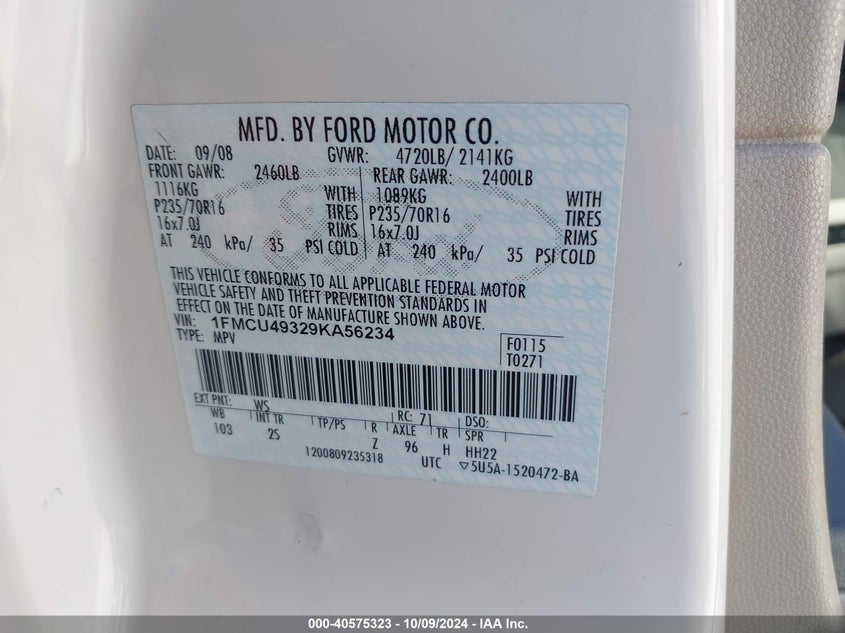 MFD. BY FORD MOTOR CO.
DATE: 09/08 GVWR: 4720LB/ 2141KG
FRONT GAWR: 2460LB REAR GAWR: 2400LB
1116KG WITH 1089KG WITH
P235/70R16 TIRES P235/70R16 TIRES
16x7.0J RIMS 16x7.0J RIMS
AT 240 kPa/ 35 PSI COLD AT 240 kPa/ 35 PSI COLD
THIS VEHICLE CONFORMS TO ALL APPLICABLE FEDERAL MOTOR
VEHICLE SAFETY AND THEFT PREVENTION STANDARDS IN
EFFECT ON THE DATE OF MANUFACTURE SHOWN ABOVE.
VIN: 1FMCU49329KA56234
TYPE: MPV
F0115
T0271
EXT PNT: WS RC: 71 DSO:
WB INT TR TP/PS R AXLE TR SPR
103 2S Z 96 H HH22
1200809235318 UTC ▽5U5A-1520472-BA
000-40575323 - 10/09/2024 - IAA Inc.